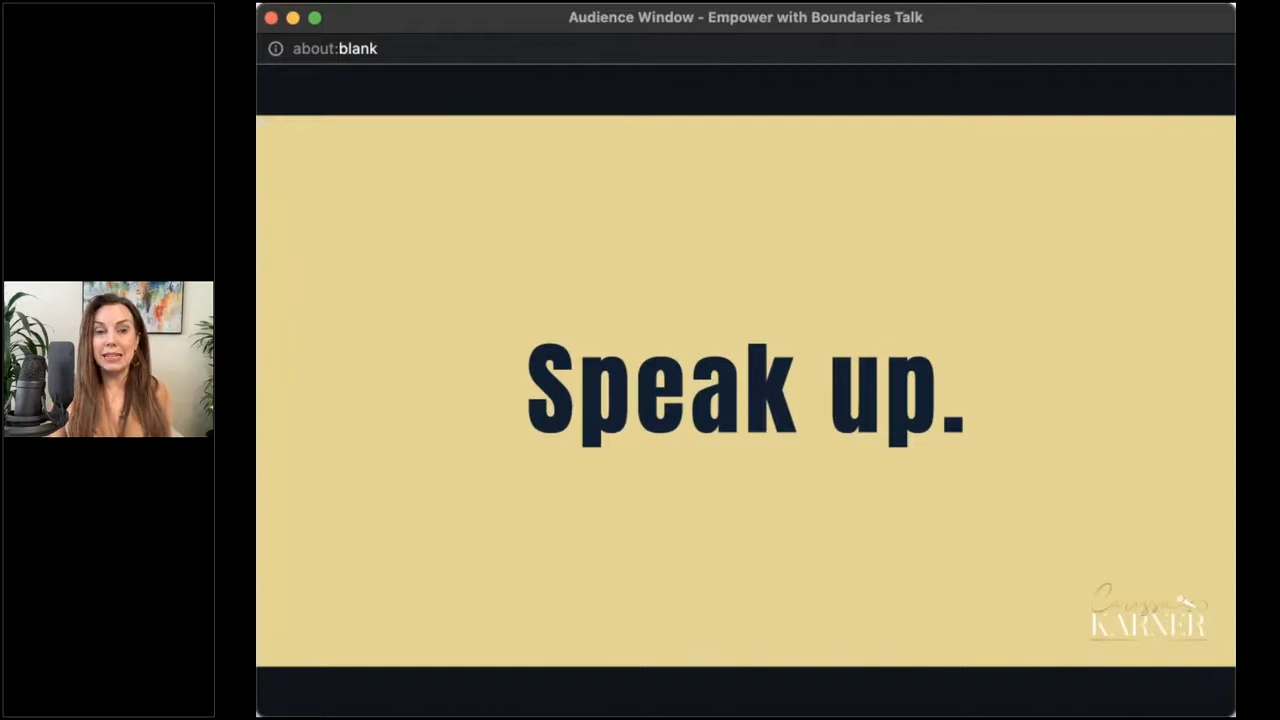 Audience Window - Empower with Boundaries Talk
about:blank
Speak up.
KARNER